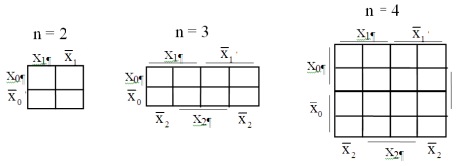 n = 2
n = 3
n = 4
X₁¶ X̅₁
X₀¶
X̅₀
X₁¶ X̅₁
X₀¶
X̅₀
X̅₂ X₂¶ X̅₂
X₁¶ X̅₁
X₀¶
X̅₀
X̅₂ X₂¶ X̅₂